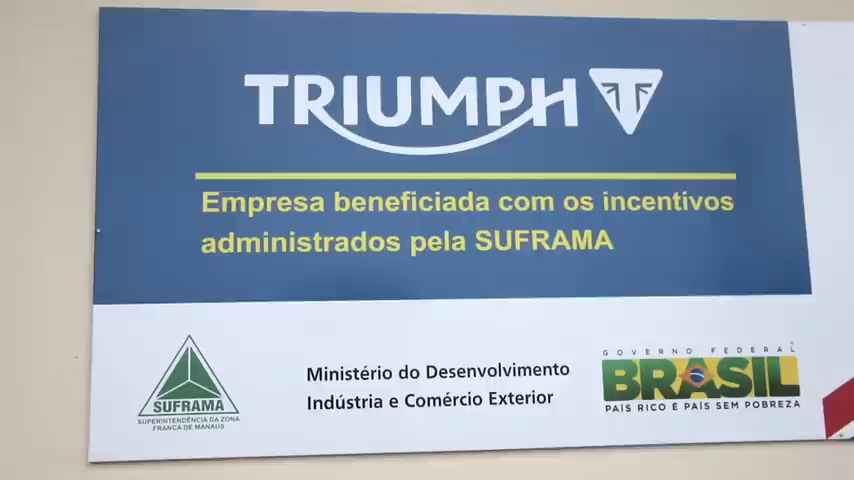 TRIUMPH
Empresa beneficiada com os incentivos
administrados pela SUFRAMA
SUFRAMA
SUPERINTENDÊNCIA DA ZONA
FRANCA DE MANAUS
Ministério do Desenvolvimento
Indústria e Comércio Exterior
GOVERNO FEDERAL
BRASIL
PAÍS RICO É PAÍS SEM POBREZA